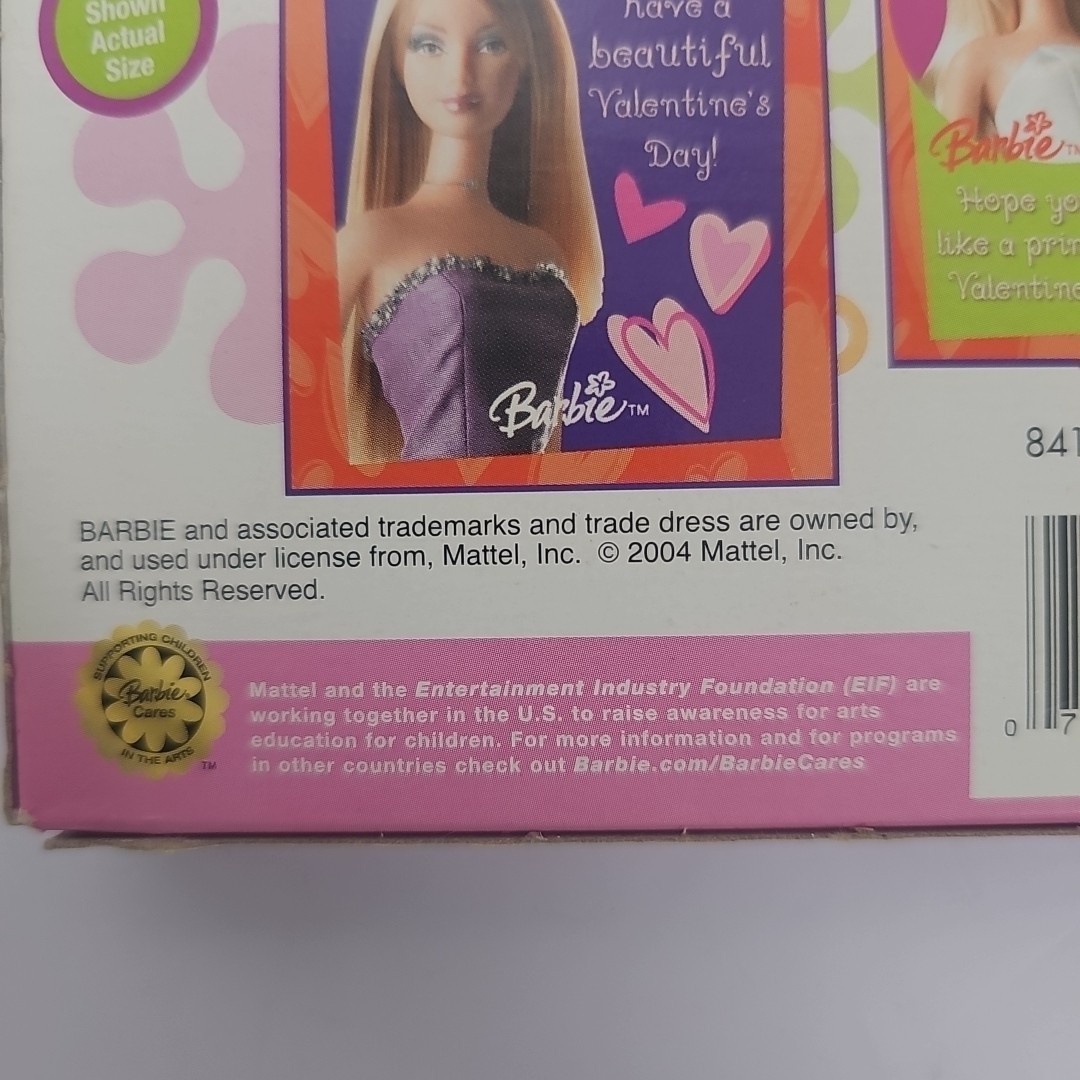 Shown
Actual
Size
have a
beautiful
Valentine's
Day!
Barbie™
Barbie™
Hope yo
like a prin
Valentine
841
BARBIE and associated trademarks and trade dress are owned by,
and used under license from, Mattel, Inc. © 2004 Mattel, Inc.
All Rights Reserved.
SUPPORTING CHILDREN
Barbie
Cares
IN THE ARTS ™
Mattel and the Entertainment Industry Foundation (EIF) are
working together in the U.S. to raise awareness for arts
education for children. For more information and for programs
in other countries check out Barbie.com/BarbieCares
0 7